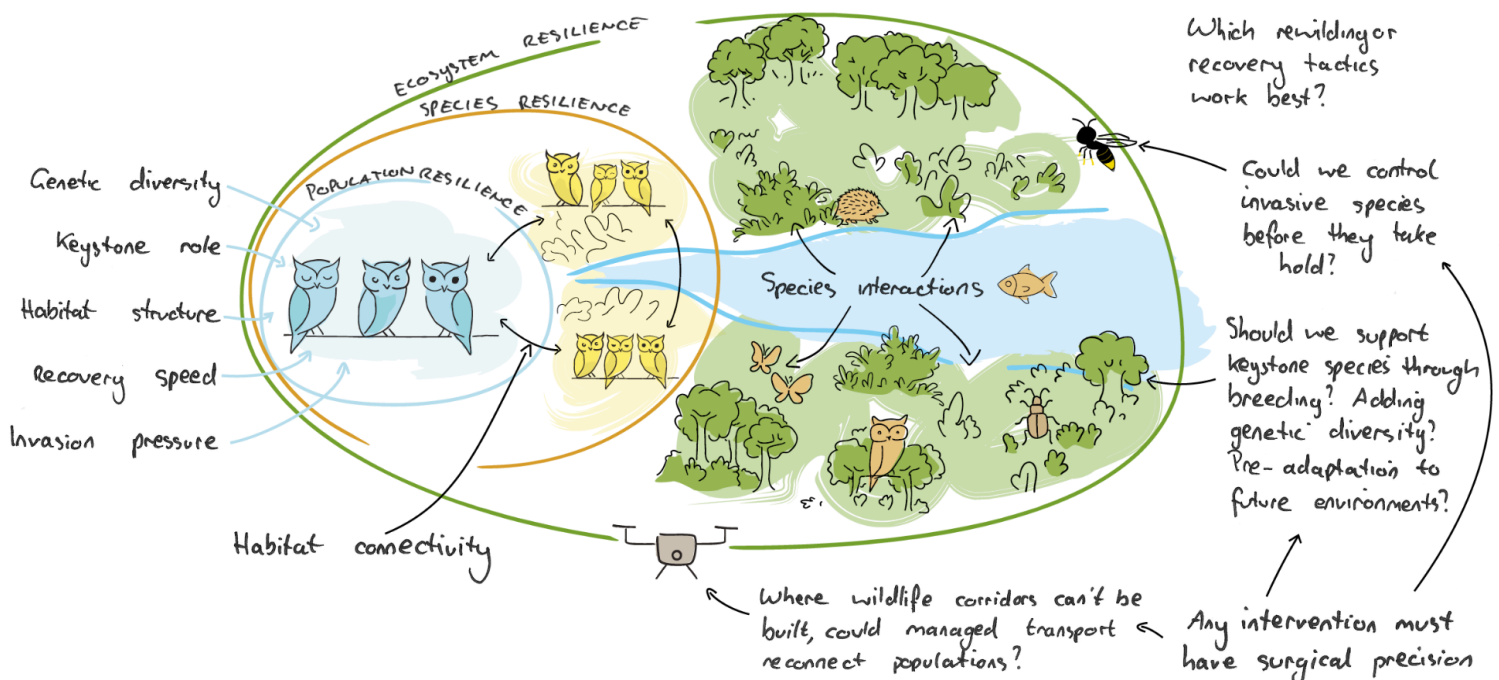 ECOSYSTEM RESILIENCE
SPECIES RESILIENCE
POPULATION RESILIENCE
Genetic diversity
Keystone role
Habitat structure
Recovery speed
Invasion pressure
Habitat connectivity
Species interactions
Which rewilding or
recovery tactics
work best?
Could we control
invasive species
before they take
hold?
Should we support
keystone species through
breeding? Adding
genetic diversity?
Pre-adaptation to
future environments?
Where wildlife corridors can't be
built, could managed transport
reconnect populations?
Any intervention must
have surgical precision